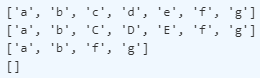 ['a', 'b', 'c', 'd', 'e', 'f', 'g']
['a', 'b', 'C', 'D', 'E', 'f', 'g']
['a', 'b', 'f', 'g']
[]